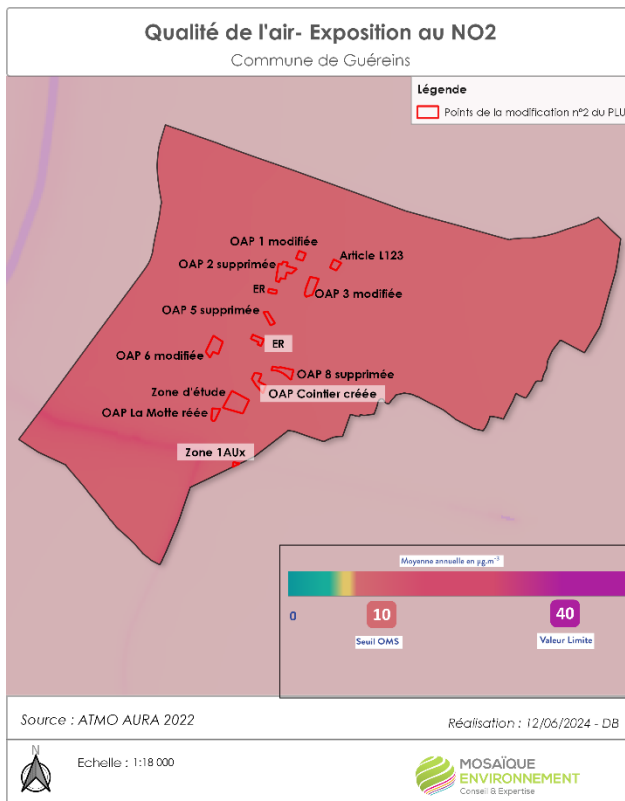 Qualité de l'air- Exposition au NO2
Commune de Guéreins
Légende
Points de la modification n°2 du PLU
OAP 1 modifiée
Article L123
OAP 2 supprimée
ER
OAP 3 modifiée
OAP 5 supprimée
ER
OAP 6 modifiée
OAP 8 supprimée
Zone d'étude
OAP Cointier créée
OAP La Motte réée
Zone 1AUx
Moyenne annuelle en µg.m⁻³
0
10
40
Seuil OMS
Valeur Limite
Source : ATMO AURA 2022
Réalisation : 12/06/2024 - DB
N
Echelle : 1:18 000
MOSAÏQUE
ENVIRONNEMENT
Conseil & Expertise